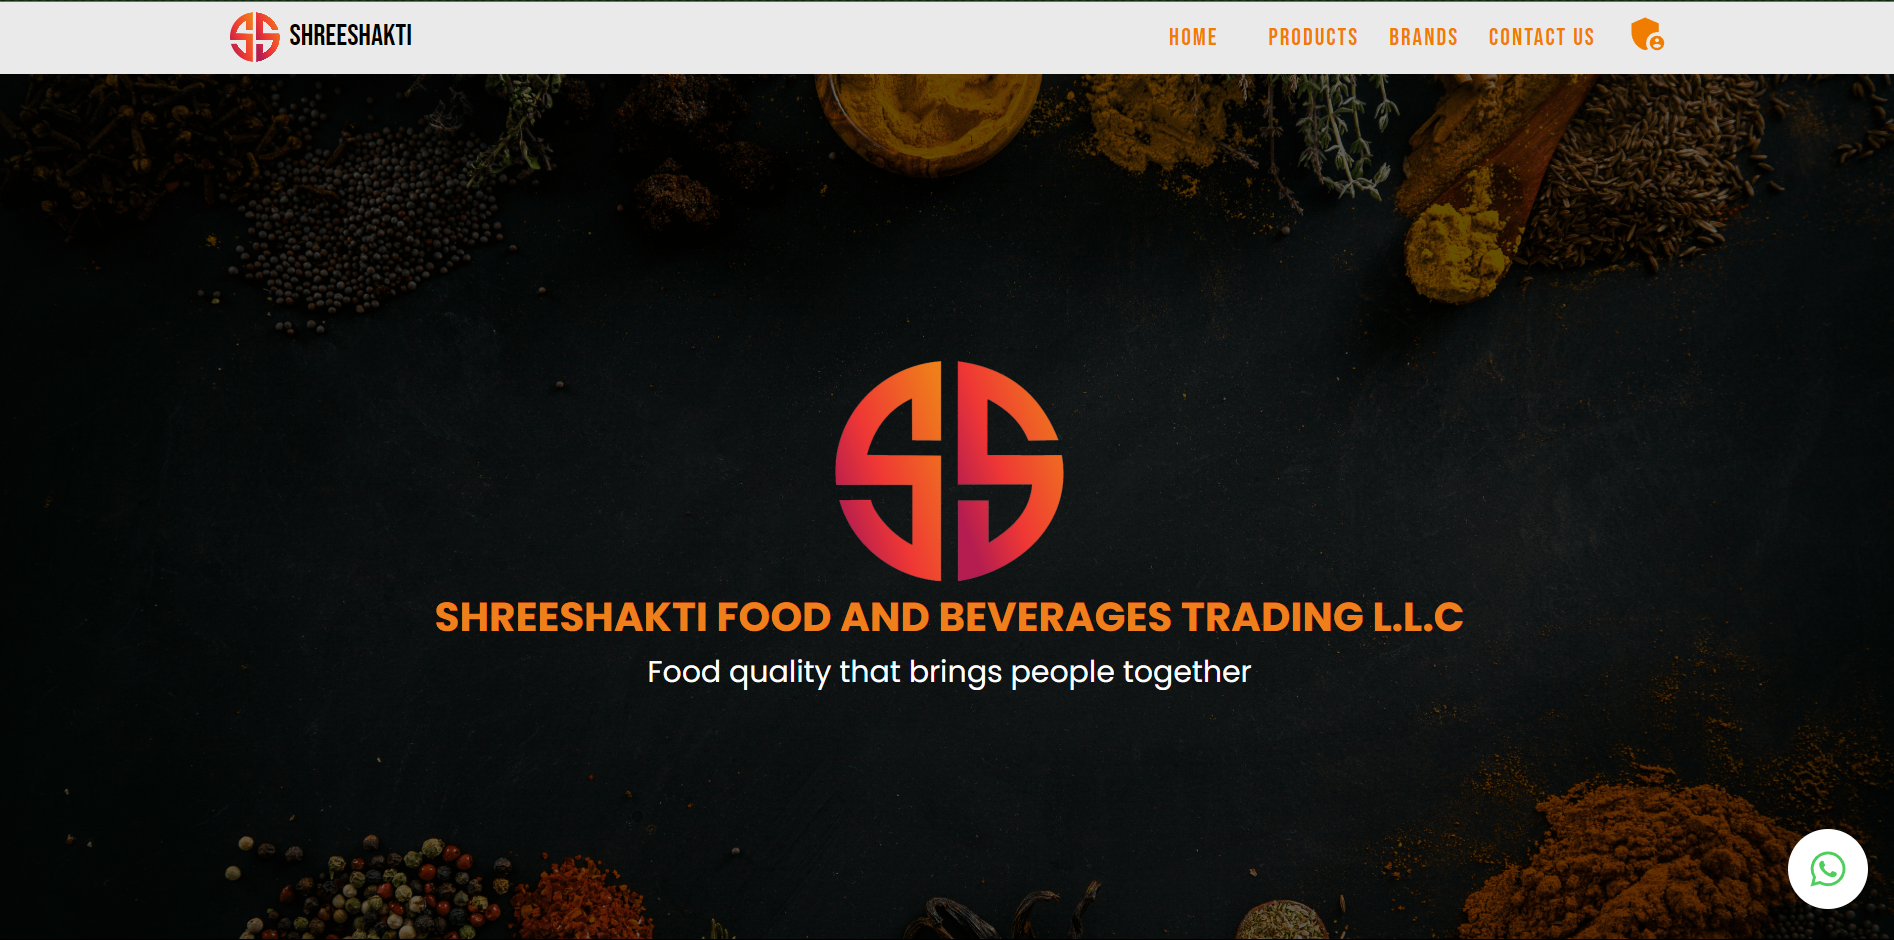 SHREESHAKTI
HOME PRODUCTS BRANDS CONTACT US
SHREESHAKTI FOOD AND BEVERAGES TRADING L.L.C
Food quality that brings people together